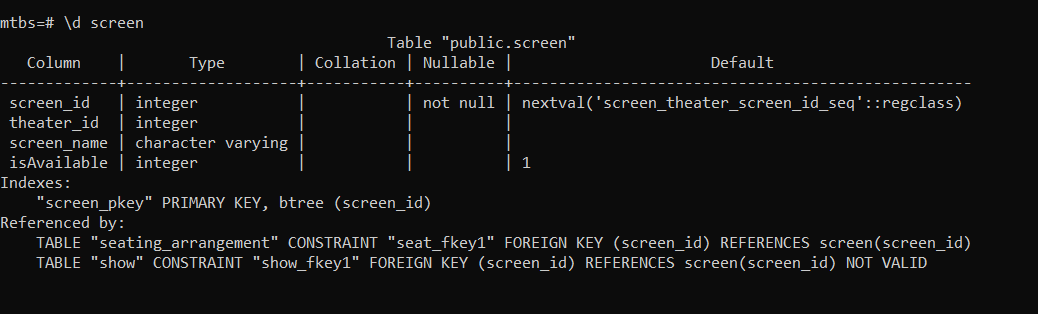 mtbs=# \d screen
Table "public.screen"
Column | Type | Collation | Nullable | Default
-------------+-------------------+-----------+----------+---------------------------------------------------
screen_id | integer | | not null | nextval('screen_theater_screen_id_seq'::regclass)
theater_id | integer | | |
screen_name | character varying | | |
isAvailable | integer | | | 1
Indexes:
"screen_pkey" PRIMARY KEY, btree (screen_id)
Referenced by:
TABLE "seating_arrangement" CONSTRAINT "seat_fkey1" FOREIGN KEY (screen_id) REFERENCES screen(screen_id)
TABLE "show" CONSTRAINT "show_fkey1" FOREIGN KEY (screen_id) REFERENCES screen(screen_id) NOT VALID